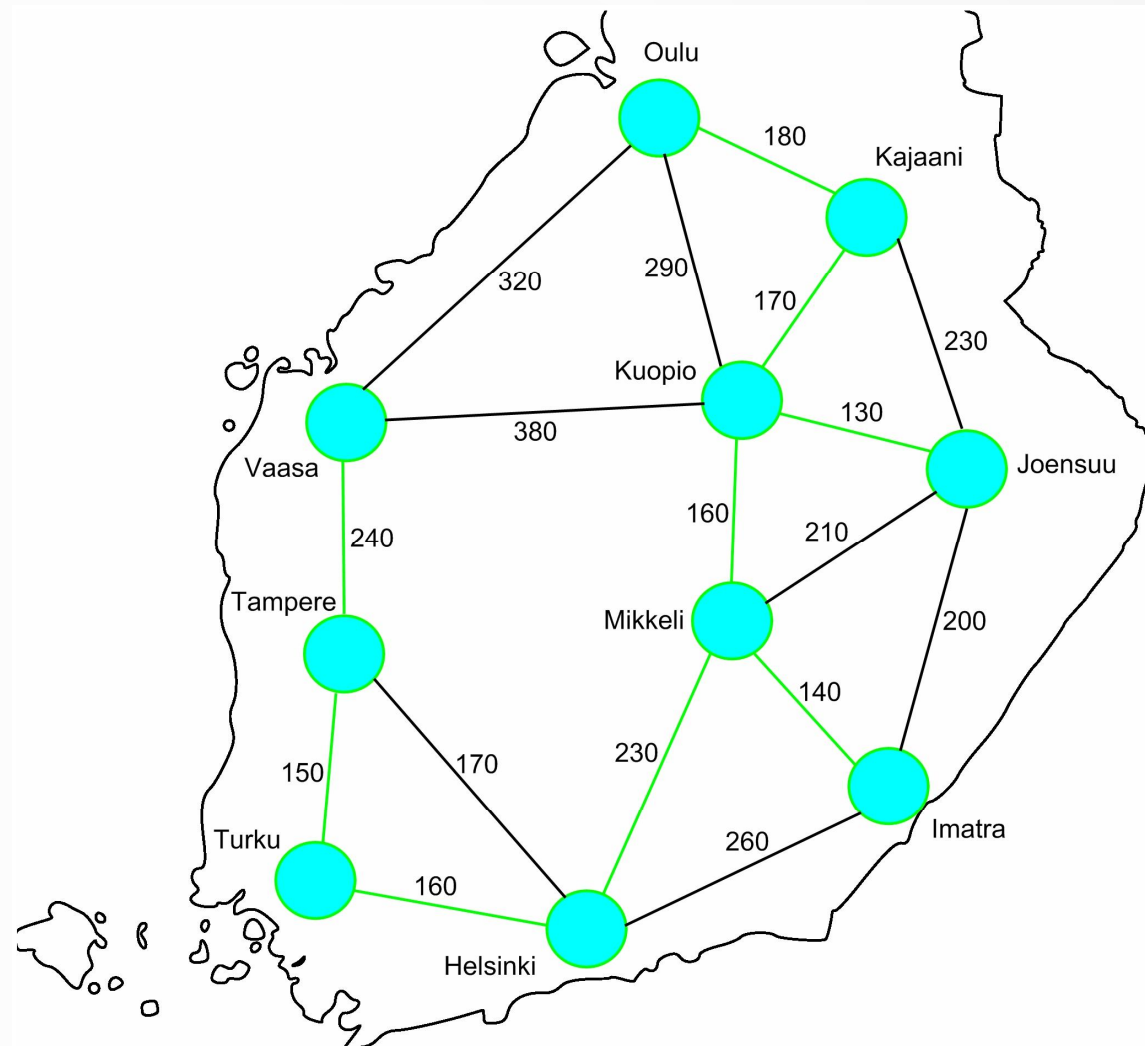 Oulu
180
Kajaani
320
290
170
230
Kuopio
130
380
Vaasa
Joensuu
160
210
240
Tampere
Mikkeli
200
140
230
170
150
Imatra
Turku
260
160
Helsinki